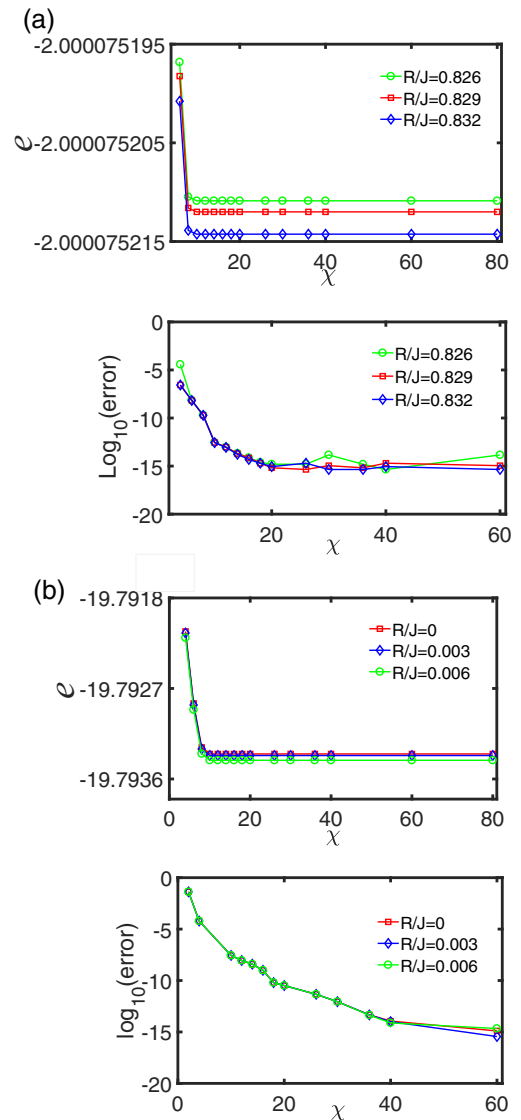 (a)
-2.000075195
-2.000075205
-2.000075215
e
R/J=0.826
R/J=0.829
R/J=0.832
20 40 60 80
χ
0
-5
-10
-15
-20
Log10(error)
R/J=0.826
R/J=0.829
R/J=0.832
20 40 60
χ
(b)
-19.7918
-19.7927
-19.7936
e
R/J=0
R/J=0.003
R/J=0.006
0 20 40 60 80
χ
0
-5
-10
-15
-20
log10(error)
R/J=0
R/J=0.003
R/J=0.006
0 20 40 60
χ